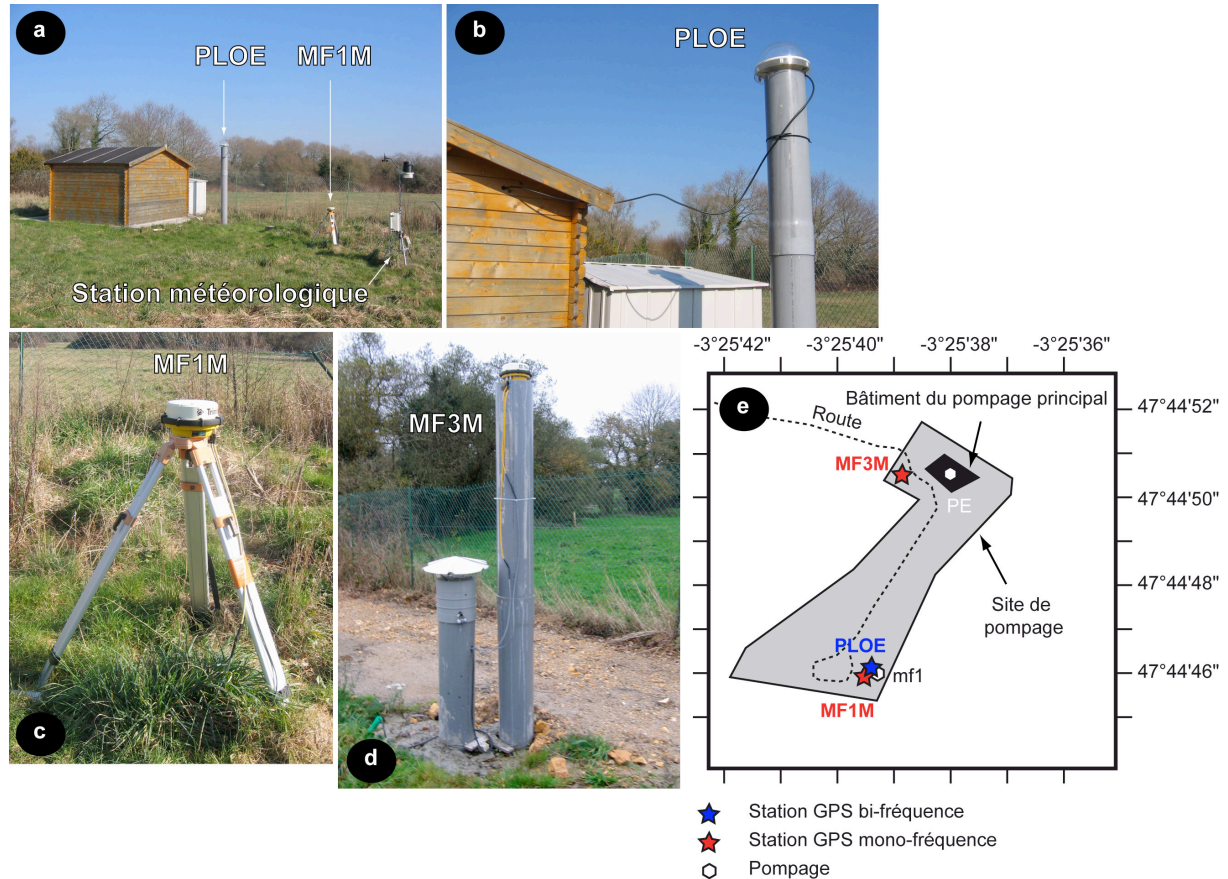 a
PLOE
MF1M
Station météorologique
b
PLOE
MF1M
c
MF3M
d
-3°25'42"
-3°25'40"
-3°25'38"
-3°25'36"
e
Bâtiment du pompage principal
47°44'52"
Route
MF3M
PE
47°44'50"
47°44'48"
Site de
pompage
PLOE
mf1
47°44'46"
MF1M
Station GPS bi-fréquence
Station GPS mono-fréquence
Pompage